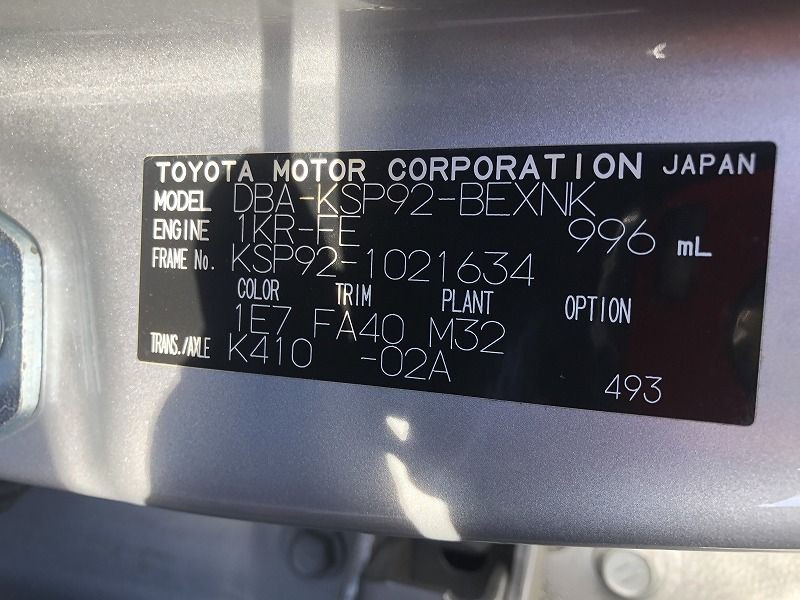 TOYOTA MOTOR CORPORATION JAPAN
MODEL DBA-KSP92-BEXNK
ENGINE 1KR-FE 996 mL
FRAME No. KSP92-1021634
COLOR TRIM PLANT OPTION
1E7 FA40 M32
TRANS./AXLE K410 -02A
493